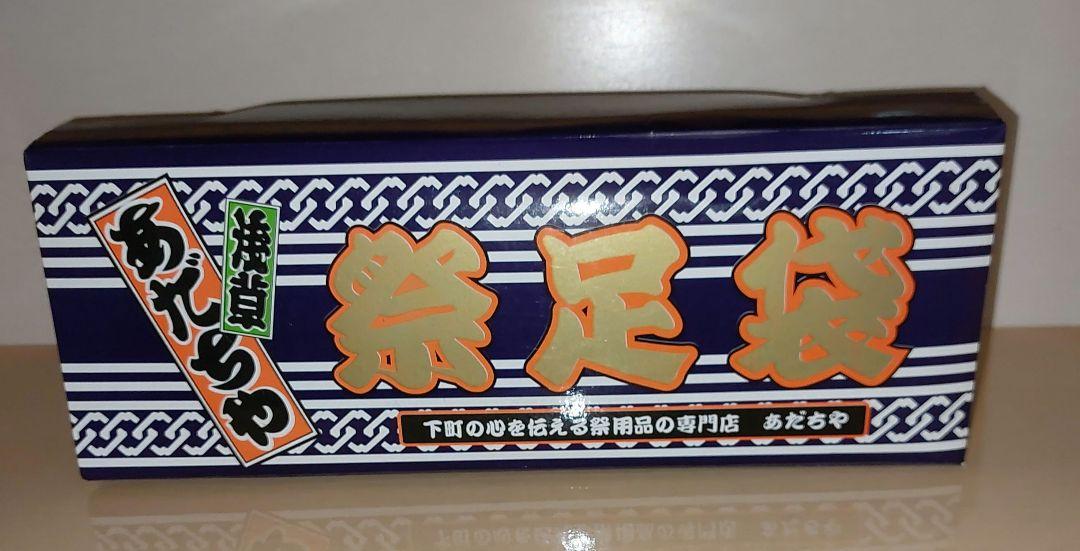 浅草
あだちや
祭足袋
下町の心を伝える祭用品の専門店 あだちや